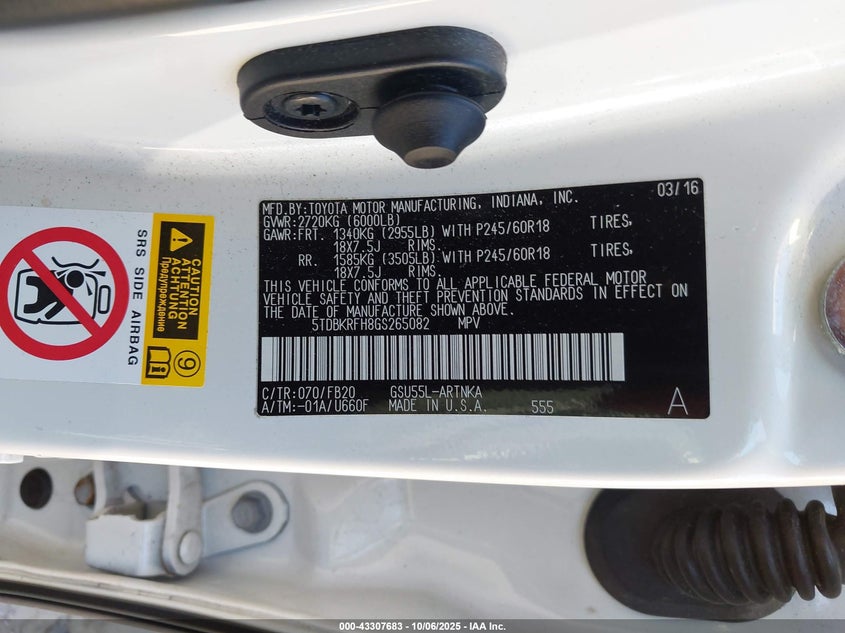 MFD.BY:TOYOTA MOTOR MANUFACTURING, INDIANA, INC. 03/16
GVWR:2720KG (6000LB)
GAWR:FRT. 1340KG (2955LB) WITH P245/60R18 TIRES,
18X7.5J RIMS.
RR. 1585KG (3505LB) WITH P245/60R18 TIRES,
18X7.5J RIMS.
THIS VEHICLE CONFORMS TO ALL APPLICABLE FEDERAL MOTOR
VEHICLE SAFETY AND THEFT PREVENTION STANDARDS IN EFFECT ON
THE DATE OF MANUFACTURE SHOWN ABOVE.
5TDBKRFH8GS265082 MPV
C/TR:070/FB20 GSU55L-ARTNKA
A/TM:-01A/U660F MADE IN U.S.A. 555 A
SRS SIDE AIRBAG
CAUTION
ATTENTION
ACHTUNG
Предупреждение
9
000-43307683 - 10/06/2025 - IAA Inc.